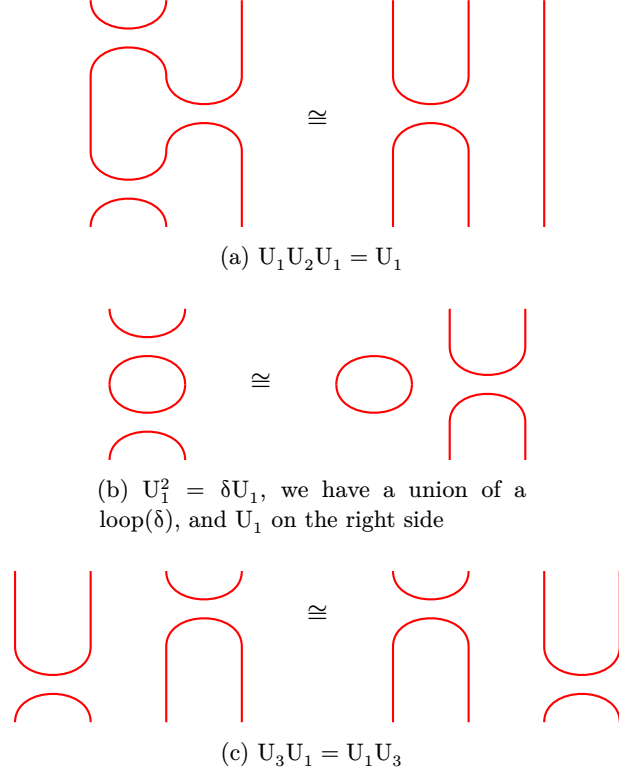 ≅
(a) U₁U₂U₁ = U₁
≅
(b) U₁² = δU₁, we have a union of a
loop(δ), and U₁ on the right side
≅
(c) U₃U₁ = U₁U₃